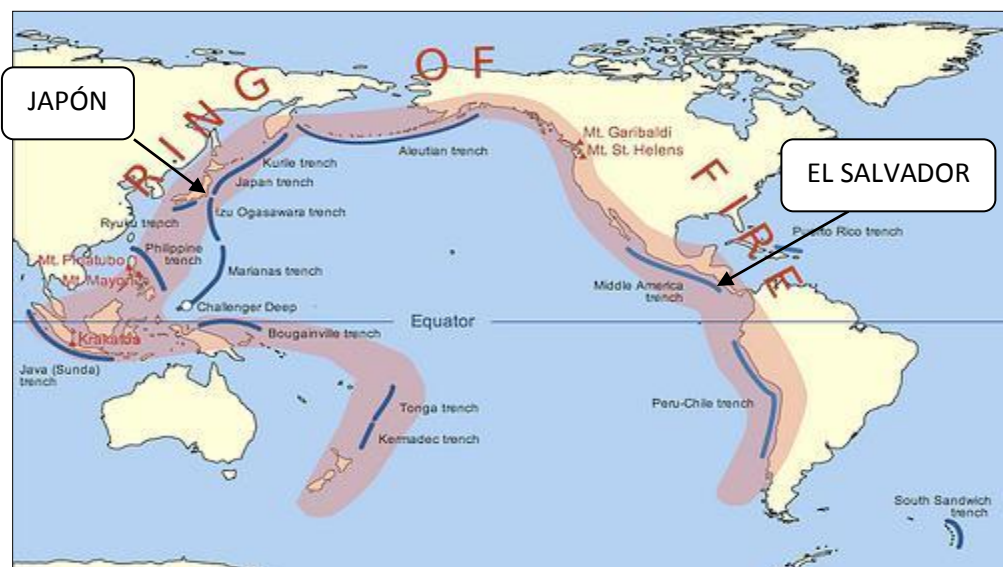 RING OF FIRE
JAPÓN
EL SALVADOR
Kurile trench
Japan trench
Izu Ogasawara trench
Ryuku trench
Philippine
trench
Marianas trench
Challenger Deep
Bougainville trench
Mt. Pinatubo
Mt. Mayon
Krakatoa
Java (Sunda)
trench
Aleutian trench
Mt. Garibaldi
Mt. St. Helens
Puerto Rico trench
Middle America
trench
Equator
Peru-Chile trench
Tonga trench
Kermadec trench
South Sandwich
trench